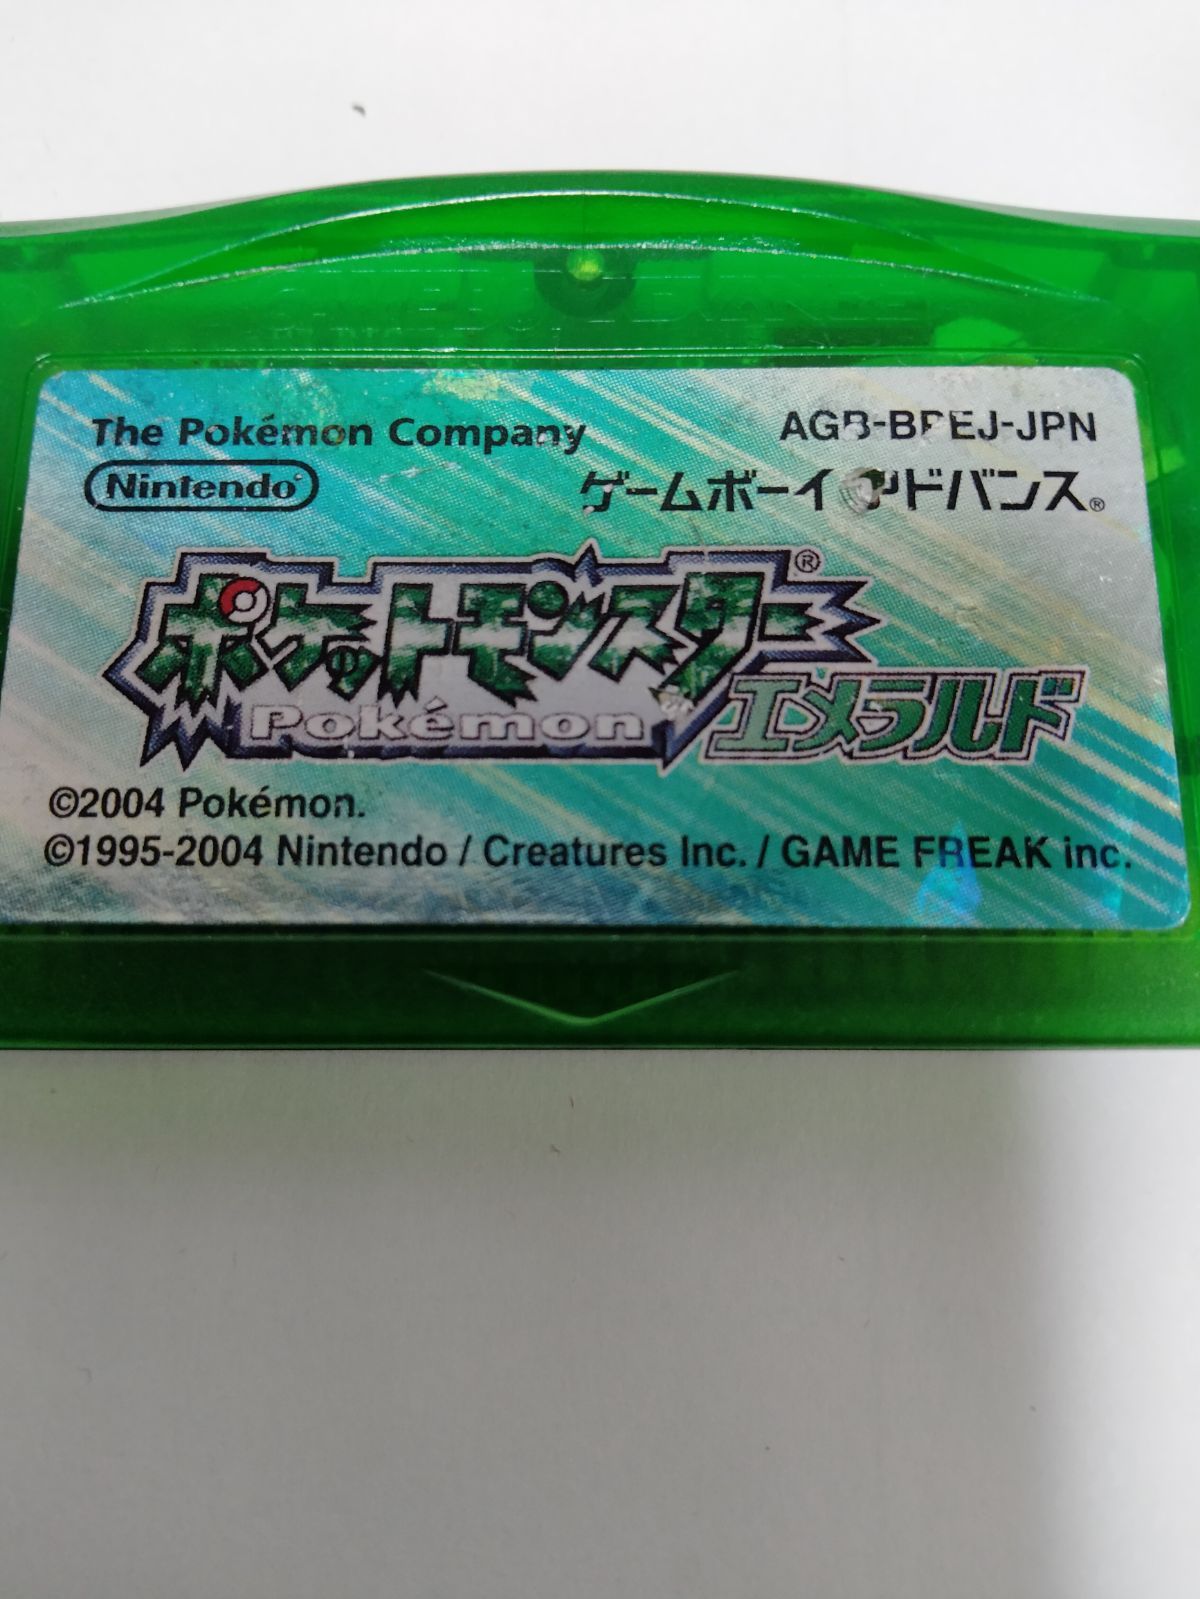 The Pokémon Company
Nintendo®
AGB-BPEJ-JPN
ゲームボーイアドバンス®
ポケットモンスター®
Pokémon
エメラルド
©2004 Pokémon.
©1995-2004 Nintendo / Creatures Inc. / GAME FREAK inc.